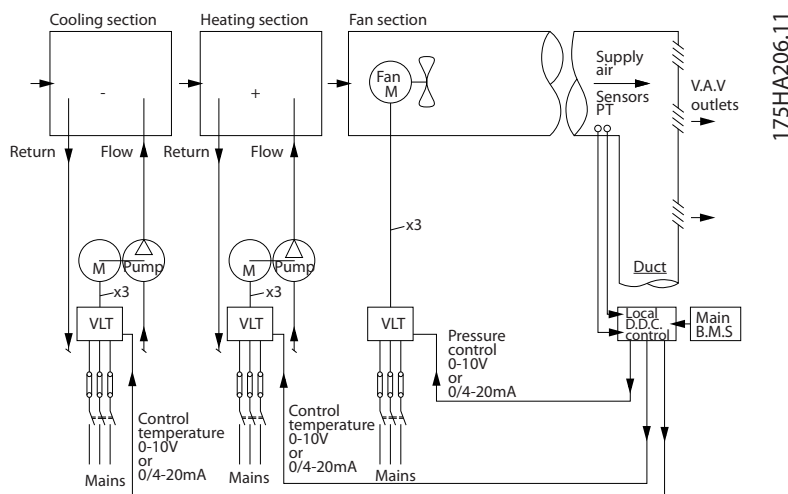 Cooling section
Heating section
Fan section
175HA206.11
-
+
Fan
M
Supply
air
Sensors
PT
V.A.V
outlets
Return
Flow
Return
Flow
x3
M
Pump
M
Pump
Duct
x3
x3
VLT
VLT
VLT
Local
D.D.C.
control
Main
B.M.S
Pressure
control
0-10V
or
0/4-20mA
Control
temperature
0-10V
or
0/4-20mA
Control
temperature
0-10V
or
0/4-20mA
Mains
Mains
Mains